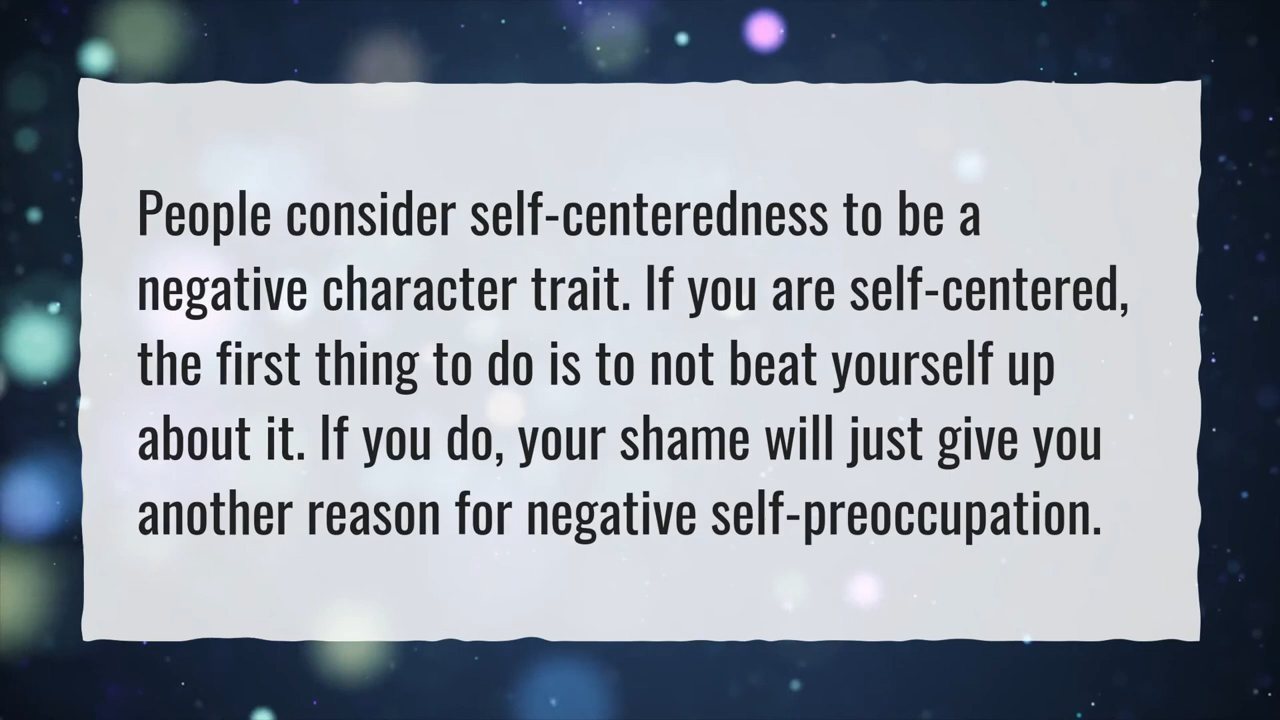 People consider self-centeredness to be a
negative character trait. If you are self-centered,
the first thing to do is to not beat yourself up
about it. If you do, your shame will just give you
another reason for negative self-preoccupation.